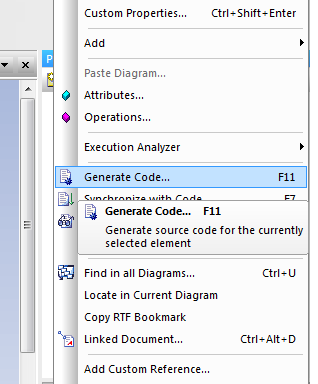 Custom Properties... Ctrl+Shift+Enter
Add
Paste Diagram...
Attributes...
Operations...
Execution Analyzer
Generate Code... F11
Synchronize with Code F7
Generate Code... F11
Generate source code for the currently
selected element
Find in all Diagrams... Ctrl+U
Locate in Current Diagram
Copy RTF Bookmark
Linked Document... Ctrl+Alt+D
Add Custom Reference...